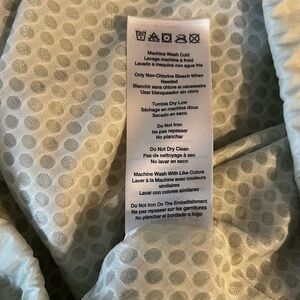 Machine Wash Cold
Lavage machine à froid
Lavado a maquina con agua fria
Only Non-Chlorine Bleach When
Needed
Blanchir sans chlore si nécessaires
Usar blanqueador sin cloro
Tumble Dry Low
Séchage en machine doux
Secado en seco
Do Not Iron
Ne pas repasser
No planchar
Do Not Dry Clean
Pas de nettoyage à sec
No lavar en seco
Machine Wash With Like Colors
Laver à la Machine avec couleurs
similaires
Lavar con colores similares
Do Not Iron On The Embellishment
Ne pas repasser sur les garnitures
No planchar el bordado o logo